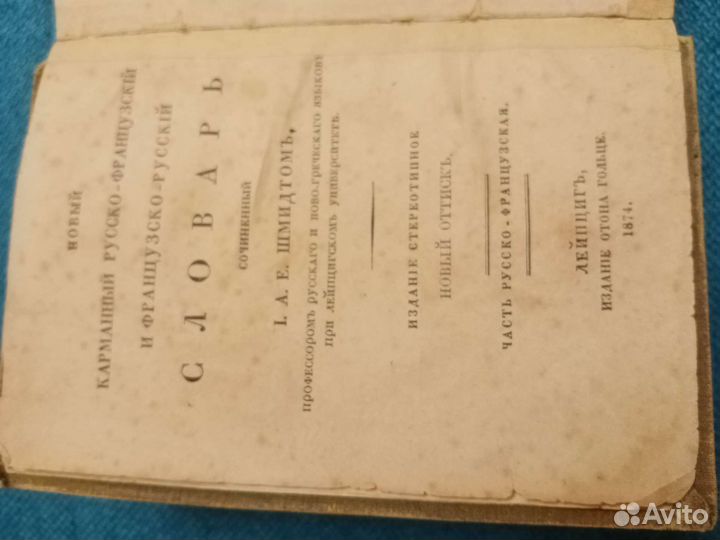 НОВЫЙ
КАРМАННЫЙ РУССКО-ФРАНЦУЗСКІЙ
И ФРАНЦУЗСКО-РУССКІЙ
СЛОВАРЬ
СОЧИНЕННЫЙ
І. А. Е. ШМИДТОМЪ,
ПРОФЕССОРОМЪ РУССКАГО И НОВО-ГРЕЧЕСКАГО ЯЗЫКОВЪ
ПРИ ЛЕЙПЦИГСКОМЪ УНИВЕРСИТЕТѢ.
ИЗДАНІЕ СТЕРЕОТИПНОЕ
НОВЫЙ ОТТИСКЪ.
ЧАСТЬ РУССКО-ФРАНЦУЗСКАЯ.
ЛЕЙПЦИГЪ,
ИЗДАНІЕ ОТОНА ГОЛЬЦЕ.
1874.
Avito